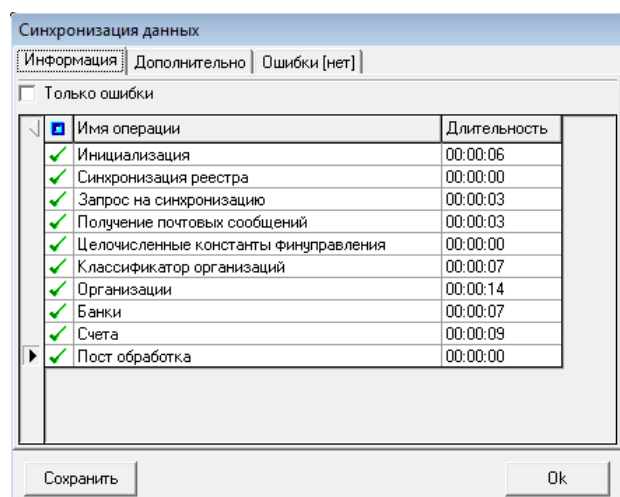 Синхронизация данных
Информация Дополнительно Ошибки [нет]
Только ошибки
Имя операции Длительность
Инициализация 00:00:06
Синхронизация реестра 00:00:00
Запрос на синхронизацию 00:00:03
Получение почтовых сообщений 00:00:03
Целочисленные константы финуправления 00:00:00
Классификатор организаций 00:00:07
Организации 00:00:14
Банки 00:00:07
Счета 00:00:09
Пост обработка 00:00:00
Сохранить Ok